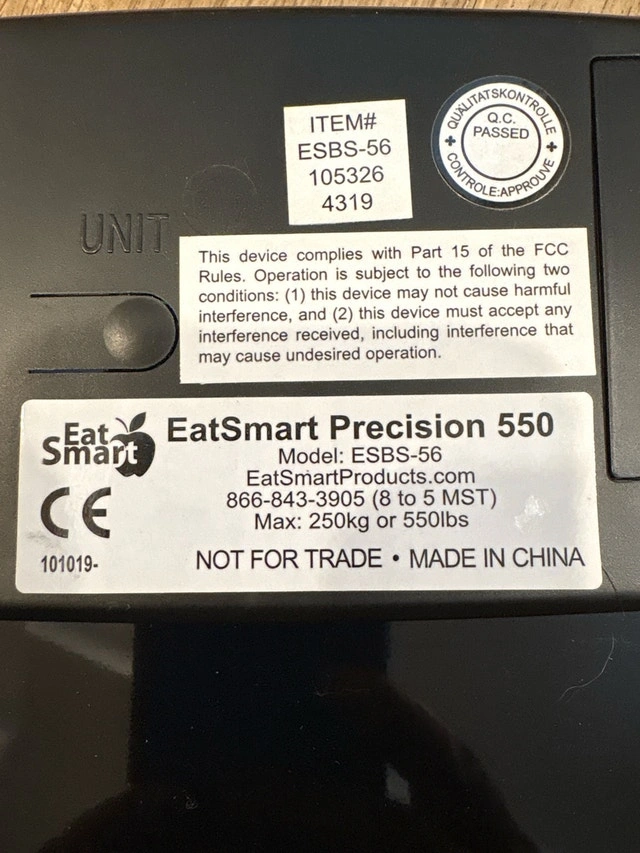 ITEM#
ESBS-56
105326
4319
QUALITATSKONTROLLE
Q.C.
PASSED
CONTROLE:APPROUVE
UNIT
This device complies with Part 15 of the FCC
Rules. Operation is subject to the following two
conditions: (1) this device may not cause harmful
interference, and (2) this device must accept any
interference received, including interference that
may cause undesired operation.
Eat
Smart
EatSmart Precision 550
Model: ESBS-56
EatSmartProducts.com
866-843-3905 (8 to 5 MST)
Max: 250kg or 550lbs
CE
101019-
NOT FOR TRADE • MADE IN CHINA